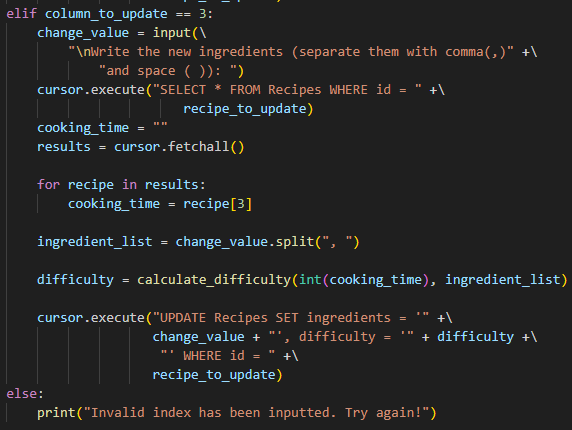 elif column_to_update == 3:
change_value = input(\
"\nWrite the new ingredients (separate them with comma(,)" +\
"and space ( )): ")
cursor.execute("SELECT * FROM Recipes WHERE id = " +\
recipe_to_update)
cooking_time = ""
results = cursor.fetchall()
for recipe in results:
cooking_time = recipe[3]
ingredient_list = change_value.split(", ")
difficulty = calculate_difficulty(int(cooking_time), ingredient_list)
cursor.execute("UPDATE Recipes SET ingredients = '" +\
change_value + "', difficulty = '" + difficulty +\
"' WHERE id = " +\
recipe_to_update)
else:
print("Invalid index has been inputted. Try again!")